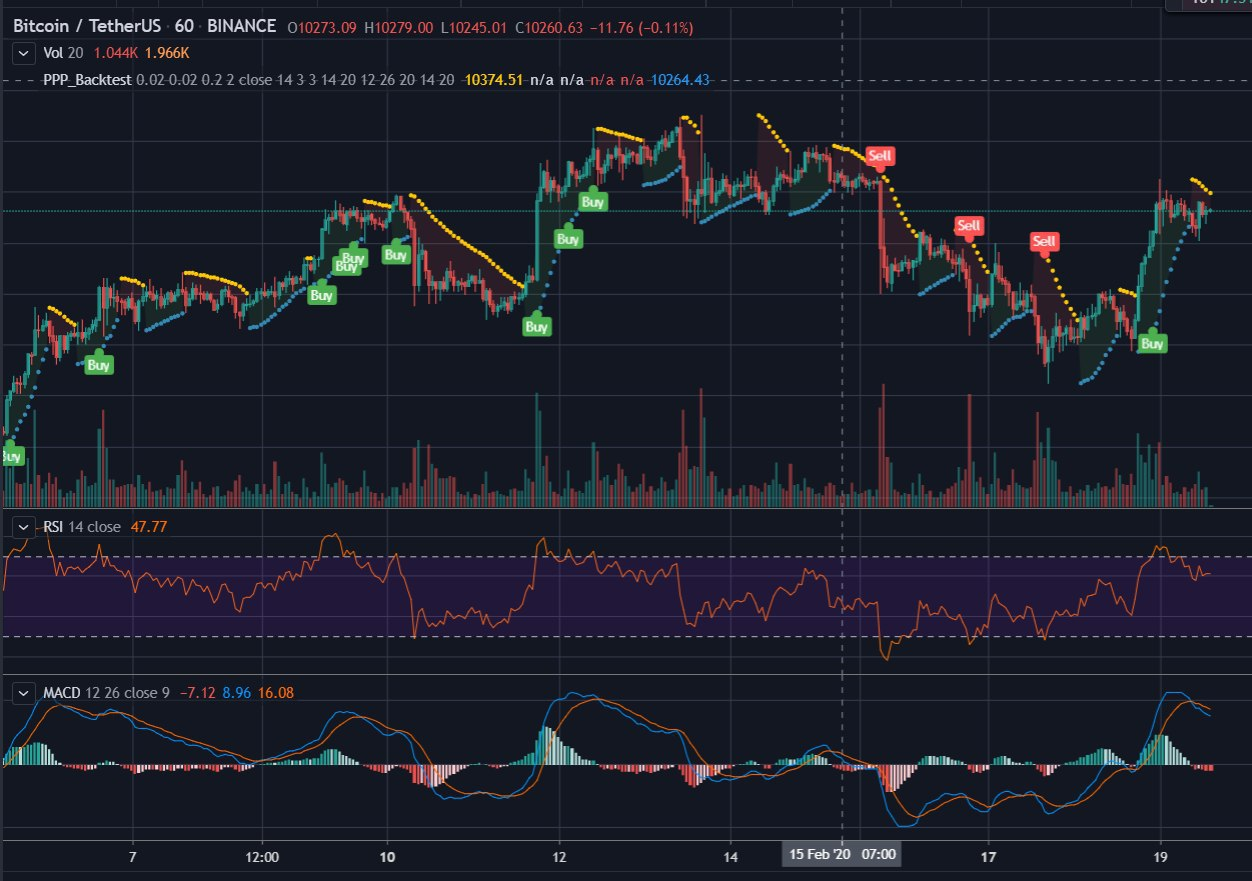 Bitcoin / TetherUS · 60 · BINANCE O10273.09 H10279.00 L10245.01 C10260.63 −11.76 (−0.11%)
Vol 20 1.044K 1.966K
PPP_Backtest 0.02 0.02 0.2 2 close 14 3 3 14 20 12 26 20 14 20 10374.51 n/a n/a n/a n/a 10264.43
Sell
Buy
Sell
Buy
Sell
Buy
Buy
Buy
Buy
Buy
Buy
Buy
Buy
Buy
RSI 14 close 47.77
MACD 12 26 close 9 −7.12 8.96 16.08
7 12:00 10 12 14 15 Feb '20 07:00 17 19